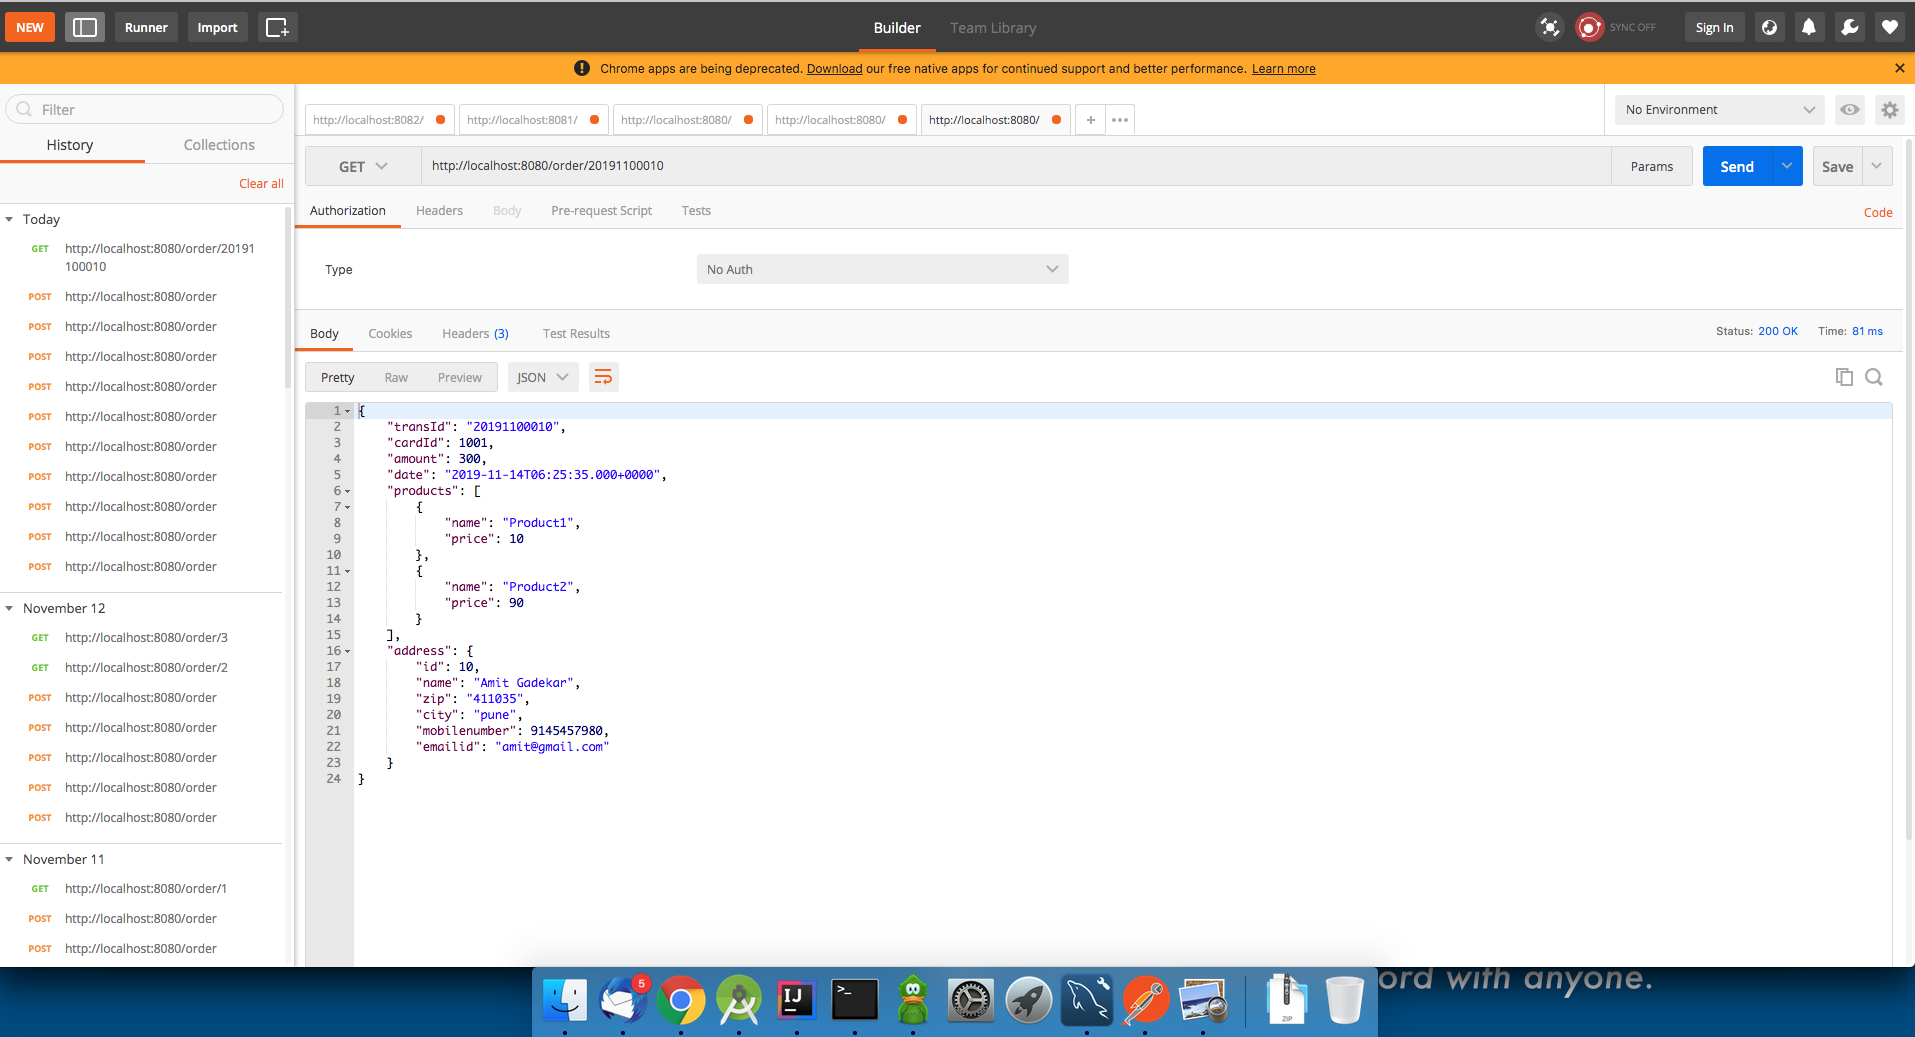 NEW Runner Import Builder Team Library SYNC OFF Sign In
Chrome apps are being deprecated. Download our free native apps for continued support and better performance. Learn more
Filter
History Collections
Clear all
Today
GET http://localhost:8080/order/20191
100010
POST http://localhost:8080/order
POST http://localhost:8080/order
POST http://localhost:8080/order
POST http://localhost:8080/order
POST http://localhost:8080/order
POST http://localhost:8080/order
POST http://localhost:8080/order
POST http://localhost:8080/order
POST http://localhost:8080/order
POST http://localhost:8080/order
November 12
GET http://localhost:8080/order/3
GET http://localhost:8080/order/2
POST http://localhost:8080/order
POST http://localhost:8080/order
POST http://localhost:8080/order
POST http://localhost:8080/order
POST http://localhost:8080/order
November 11
GET http://localhost:8080/order/1
POST http://localhost:8080/order
POST http://localhost:8080/order
http://localhost:8082/ http://localhost:8081/ http://localhost:8080/ http://localhost:8080/ http://localhost:8080/ + •••
No Environment
GET http://localhost:8080/order/20191100010 Params Send Save
Authorization Headers Body Pre-request Script Tests Code
Type No Auth
Body Cookies Headers (3) Test Results Status: 200 OK Time: 81 ms
Pretty Raw Preview JSON
1 {
2 "transId": "20191100010",
3 "cardId": 1001,
4 "amount": 300,
5 "date": "2019-11-14T06:25:35.000+0000",
6 "products": [
7 {
8 "name": "Product1",
9 "price": 10
10 },
11 {
12 "name": "Product2",
13 "price": 90
14 }
15 ],
16 "address": {
17 "id": 10,
18 "name": "Amit Gadekar",
19 "zip": "411035",
20 "city": "pune",
21 "mobilenumber": 9145457980,
22 "emailid": "amit@gmail.com"
23 }
24 }
ord with anyone.
5 IJ >_ ZIP